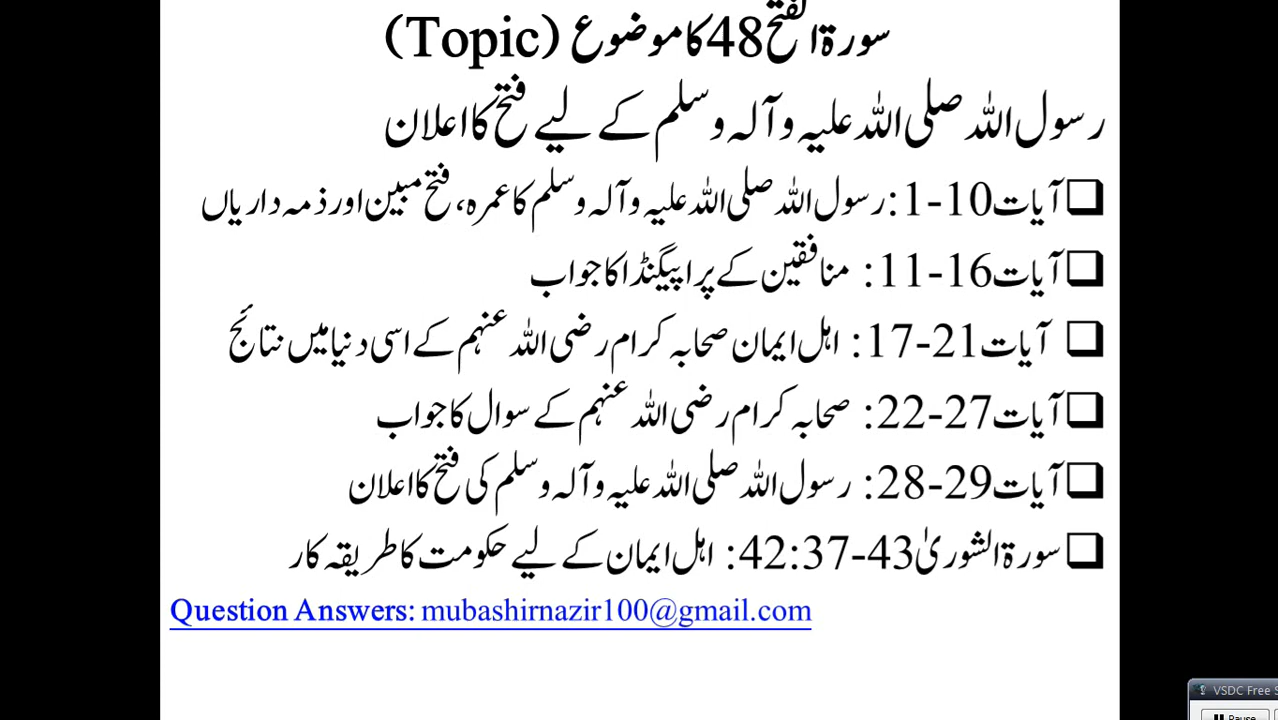 سورۃ الفتح 48 کا موضوع (Topic)
رسول اللہ صلی اللہ علیہ وآلہ وسلم کے لیے فتح کا اعلان
❑ آیات 10-1: رسول اللہ صلی اللہ علیہ وآلہ وسلم کا عمرہ، فتح مبین اور ذمہ داریاں
❑ آیات 16-11: منافقین کے پراپیگنڈا کا جواب
❑ آیات 21-17: اہل ایمان صحابہ کرام رضی اللہ عنہم کے اسی دنیا میں نتائج
❑ آیات 27-22: صحابہ کرام رضی اللہ عنہم کے سوال کا جواب
❑ آیات 29-28: رسول اللہ صلی اللہ علیہ وآلہ وسلم کی فتح کا اعلان
❑ سورۃ الشوریٰ 43-42:37: اہل ایمان کے لیے حکومت کا طریقہ کار
Question Answers: mubashirnazir100@gmail.com
VSDC Free S
Pause